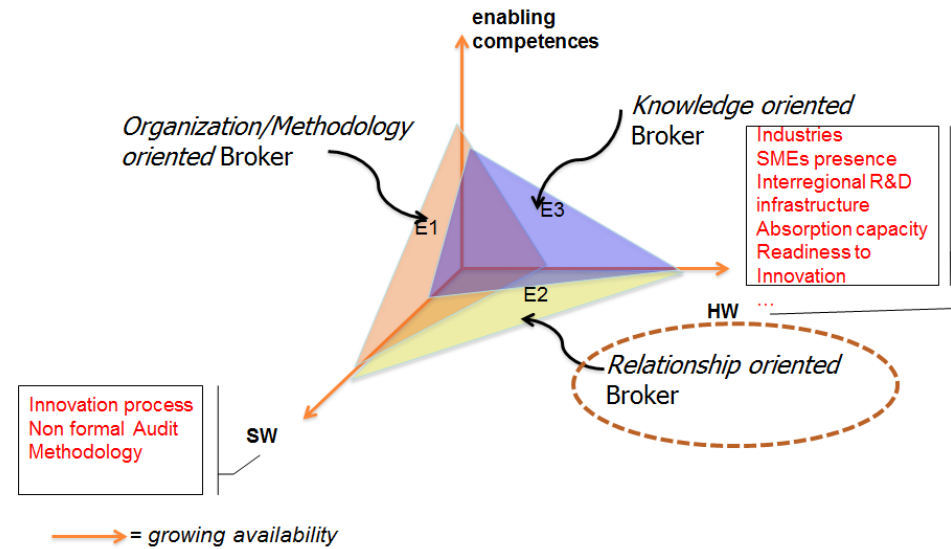 enabling
competences
Organization/Methodology
oriented Broker
Knowledge oriented
Broker
Industries
SMEs presence
Interregional R&D
infrastructure
Absorption capacity
Readiness to
Innovation
...
E1
E3
E2
HW
Relationship oriented
Broker
Innovation process
Non formal Audit
Methodology
SW
= growing availability